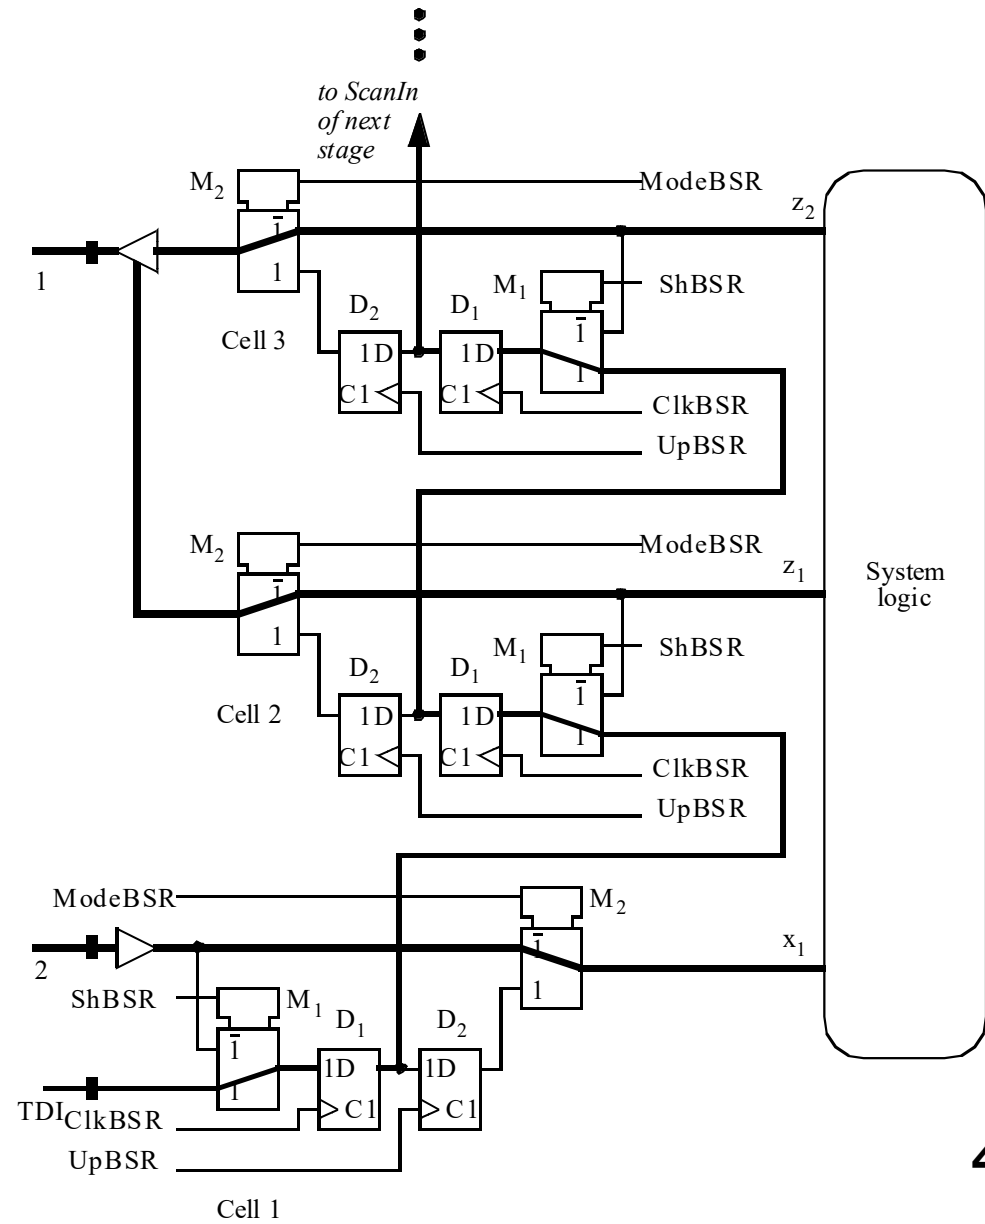 to ScanIn
of next
stage
M2
ModeBSR
z2
1̄
1
1
M1
ShBSR
1̄
1
D2
D1
Cell 3
1D
1D
C1
C1
ClkBSR
UpBSR
M2
ModeBSR
z1
System
logic
1̄
1
M1
ShBSR
1̄
1
D2
D1
Cell 2
1D
1D
C1
C1
ClkBSR
UpBSR
ModeBSR
M2
1̄
1
x1
2
ShBSR
M1
1̄
1
D1
D2
1D
1D
C1
C1
TDI
ClkBSR
UpBSR
Cell 1